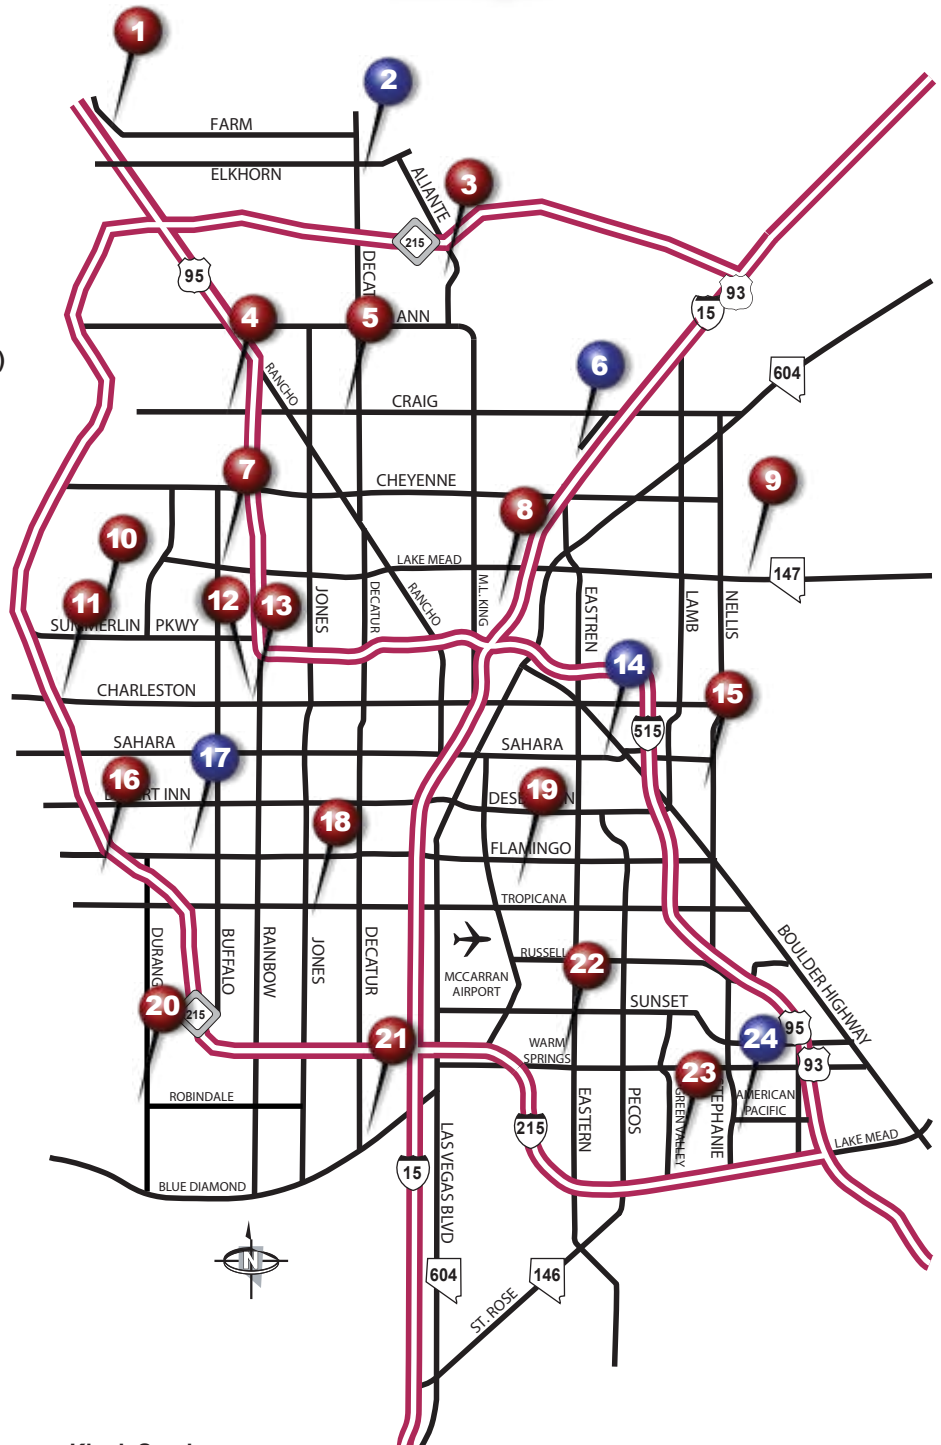 1
2
FARM
ELKHORN
ALIANTE
3
215
95
93
15
4
5
ANN
RANCHO
6
604
CRAIG
7
CHEYENNE
8
9
10
LAKE MEAD
147
11
12
13
JONES
DECATUR
RANCHO
M.L. KING
EASTREN
LAMB
NELLIS
PKWY
14
CHARLESTON
15
515
SAHARA
SAHARA
17
16
INN
19
18
FLAMINGO
TROPICANA
BUFFALO
RAINBOW
JONES
DECATUR
MCCARRAN
AIRPORT
RUSSELL
22
BOULDER HIGHWAY
20
215
SUNSET
21
WARM
SPRINGS
24
95
93
23
ROBINDALE
215
EASTERN
PECOS
GREEN VALLEY
AMERICAN
PACIFIC
LAKE MEAD
BLUE DIAMOND
15
LAS VEGAS BLVD
N
604
146
ST. ROSE